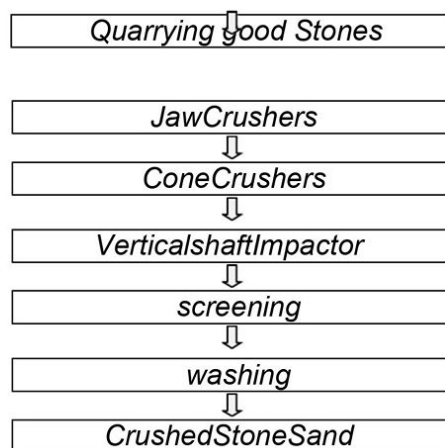 Quarrying good Stones
JawCrushers
ConeCrushers
VerticalshaftImpactor
screening
washing
CrushedStoneSand